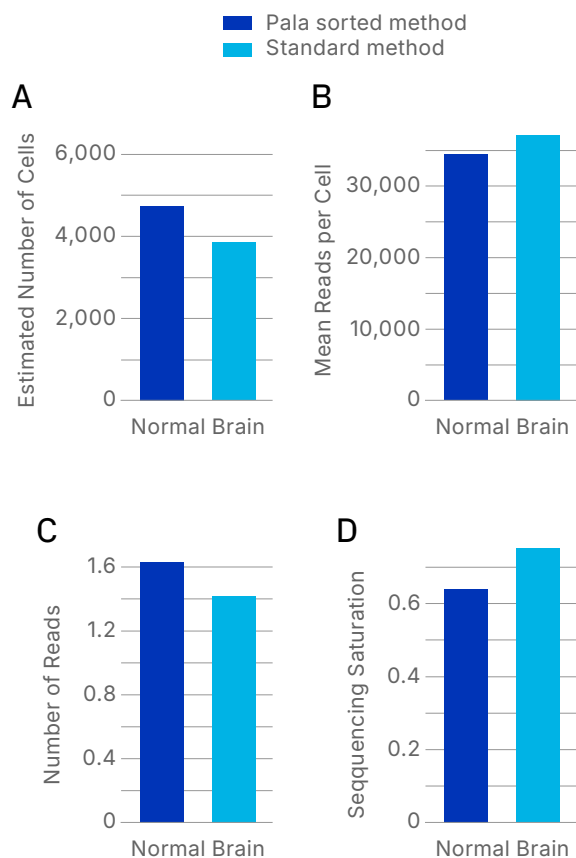 Pala sorted method
Standard method
A
Estimated Number of Cells
6,000
4,000
2,000
0
Normal Brain
B
Mean Reads per Cell
30,000
20,000
10,000
0
Normal Brain
C
Number of Reads
1.6
1.2
0.8
0.4
0
Normal Brain
D
Seqquencing Saturation
0.6
0.4
0.2
0
Normal Brain